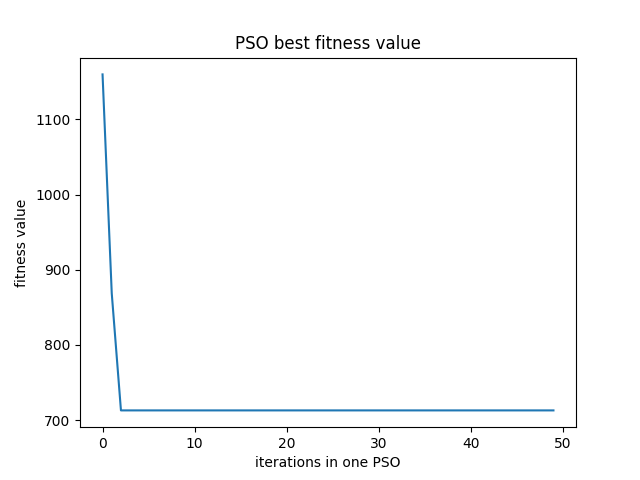 PSO best fitness value
1100
1000
900
800
700
fitness value
0 10 20 30 40 50
iterations in one PSO